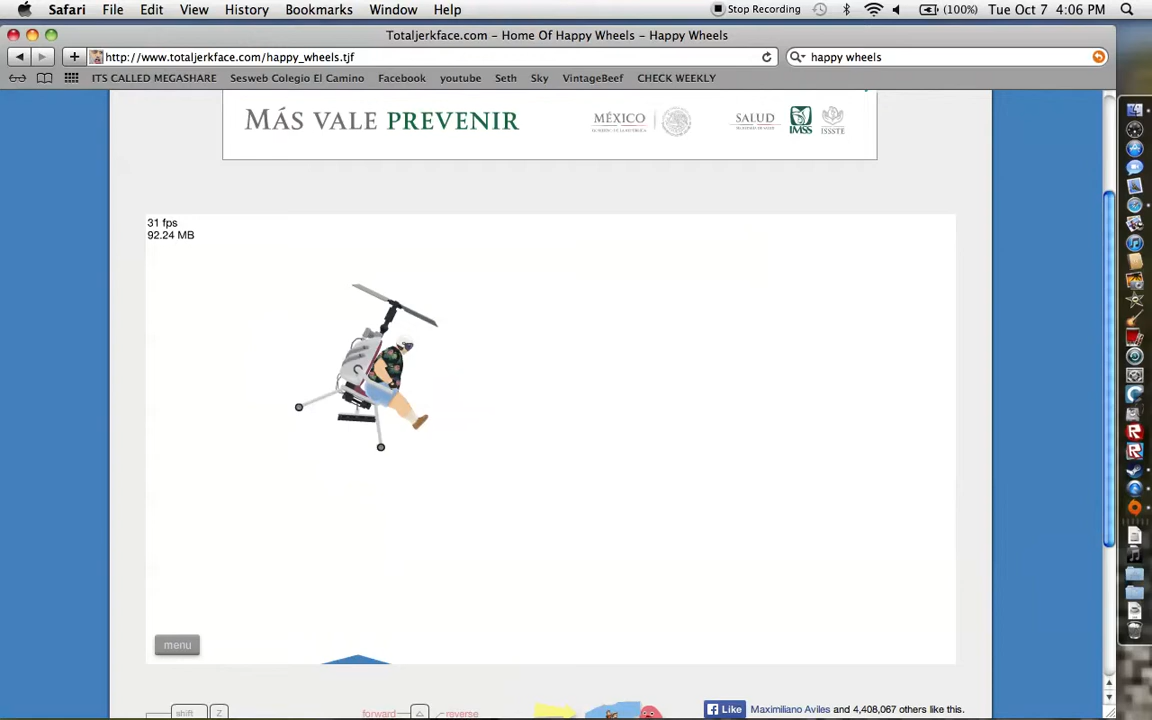 Safari File Edit View History Bookmarks Window Help Stop Recording (100%) Tue Oct 7 4:06 PM
Totaljerkface.com – Home Of Happy Wheels – Happy Wheels
http://www.totaljerkface.com/happy_wheels.tjf happy wheels
ITS CALLED MEGASHARE Sesweb Colegio El Camino Facebook youtube Seth Sky VintageBeef CHECK WEEKLY
MÁS VALE PREVENIR MÉXICO SALUD IMSS ISSSTE
31 fps
92.24 MB
menu
shift Z forward reverse Like Maximiliano Aviles and 4,408,067 others like this.